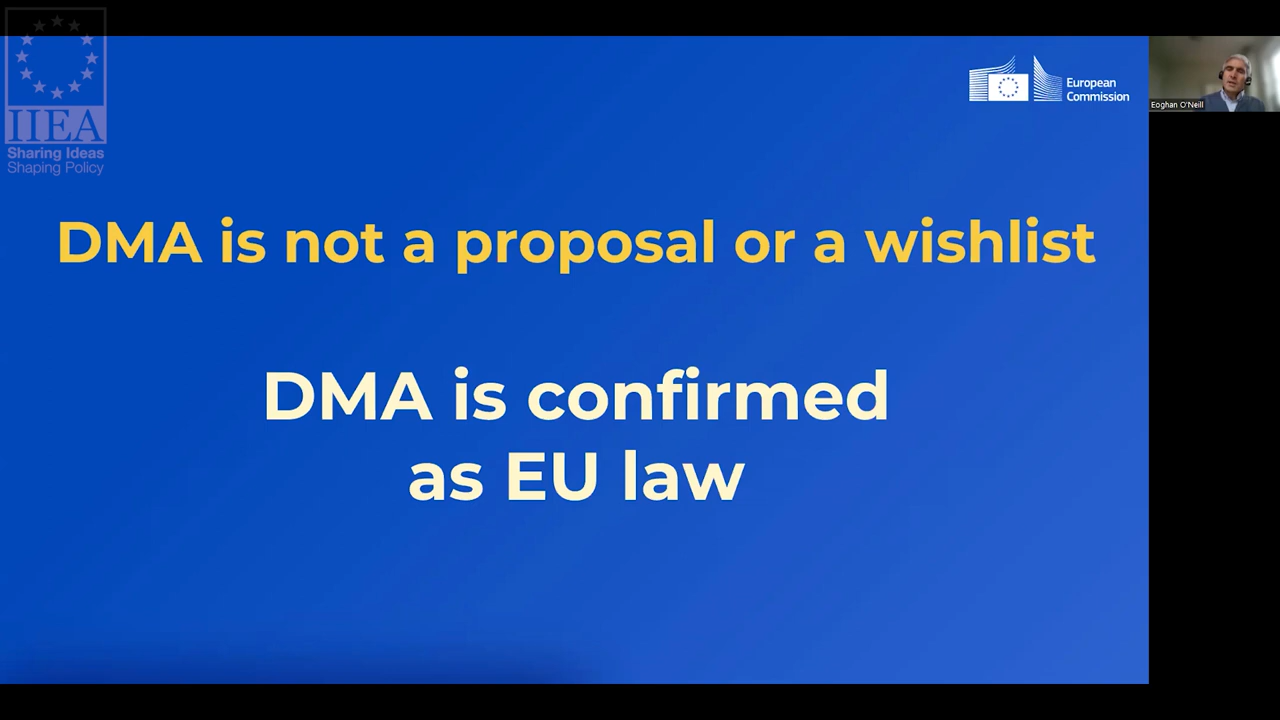 IIEA
Sharing Ideas
Shaping Policy
European
Commission
Eoghan O'Neill
DMA is not a proposal or a wishlist
DMA is confirmed
as EU law